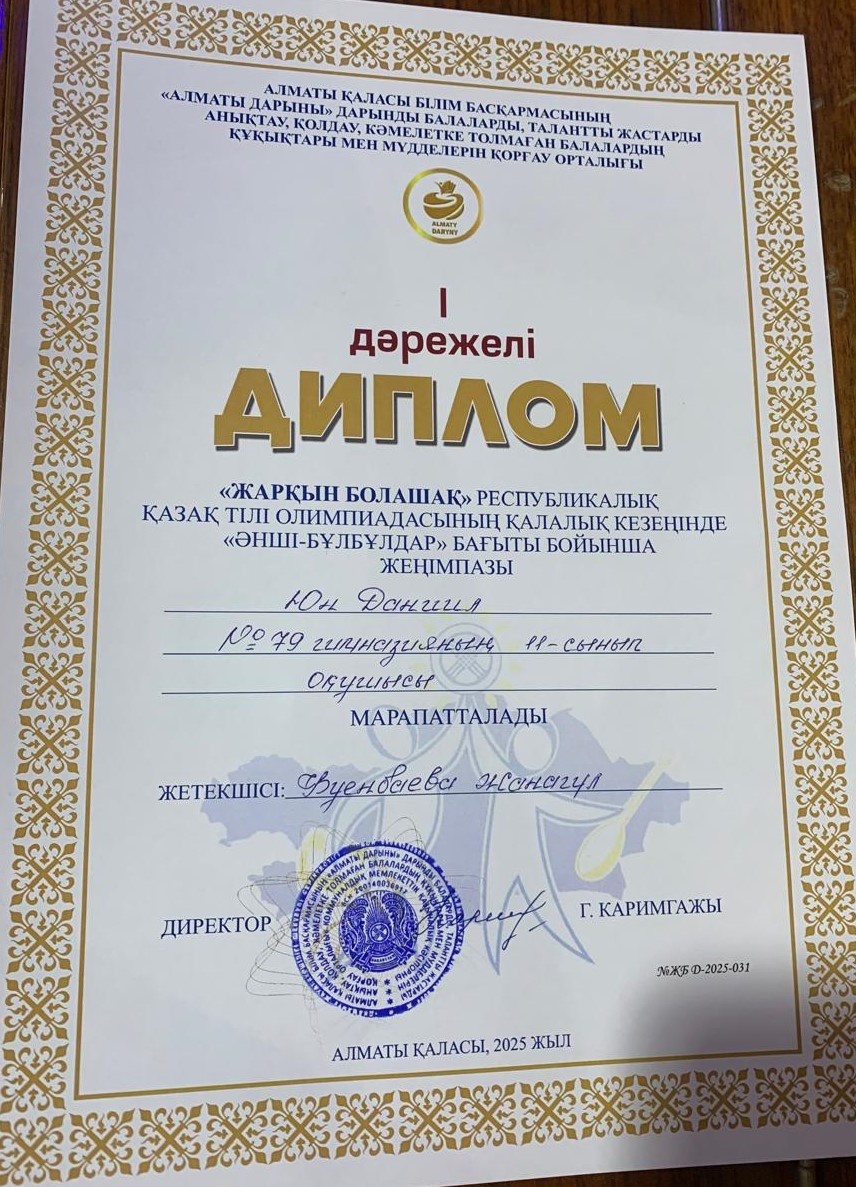 АЛМАТЫ ҚАЛАСЫ БІЛІМ БАСҚАРМАСЫНЫҢ
«АЛМАТЫ ДАРЫНЫ» ДАРЫНДЫ БАЛАЛАРДЫ, ТАЛАНТТЫ ЖАСТАРДЫ
АНЫҚТАУ, ҚОЛДАУ, КӘМЕЛЕТКЕ ТОЛМАҒАН БАЛАЛАРДЫҢ
ҚҰҚЫҚТАРЫ МЕН МҮДДЕЛЕРІН ҚОРҒАУ ОРТАЛЫҒЫ
ALMATY
DARYNY
I
дәрежелі
ДИПЛОМ
«ЖАРҚЫН БОЛАШАҚ» РЕСПУБЛИКАЛЫҚ
ҚАЗАҚ ТІЛІ ОЛИМПИАДАСЫНЫҢ ҚАЛАЛЫҚ КЕЗЕҢІНДЕ
«ӘНШІ-БҰЛБҰЛДАР» БАҒЫТЫ БОЙЫНША
ЖЕҢІМПАЗЫ
Юн Даниил
№ 79 гимназияның 11-сынып
оқушысы
МАРАПАТТАЛАДЫ
ЖЕТЕКШІСІ: Жанагул
ДИРЕКТОР Г. КАРИМГАЖЫ
№ЖБ D-2025-031
АЛМАТЫ ҚАЛАСЫ, 2025 ЖЫЛ